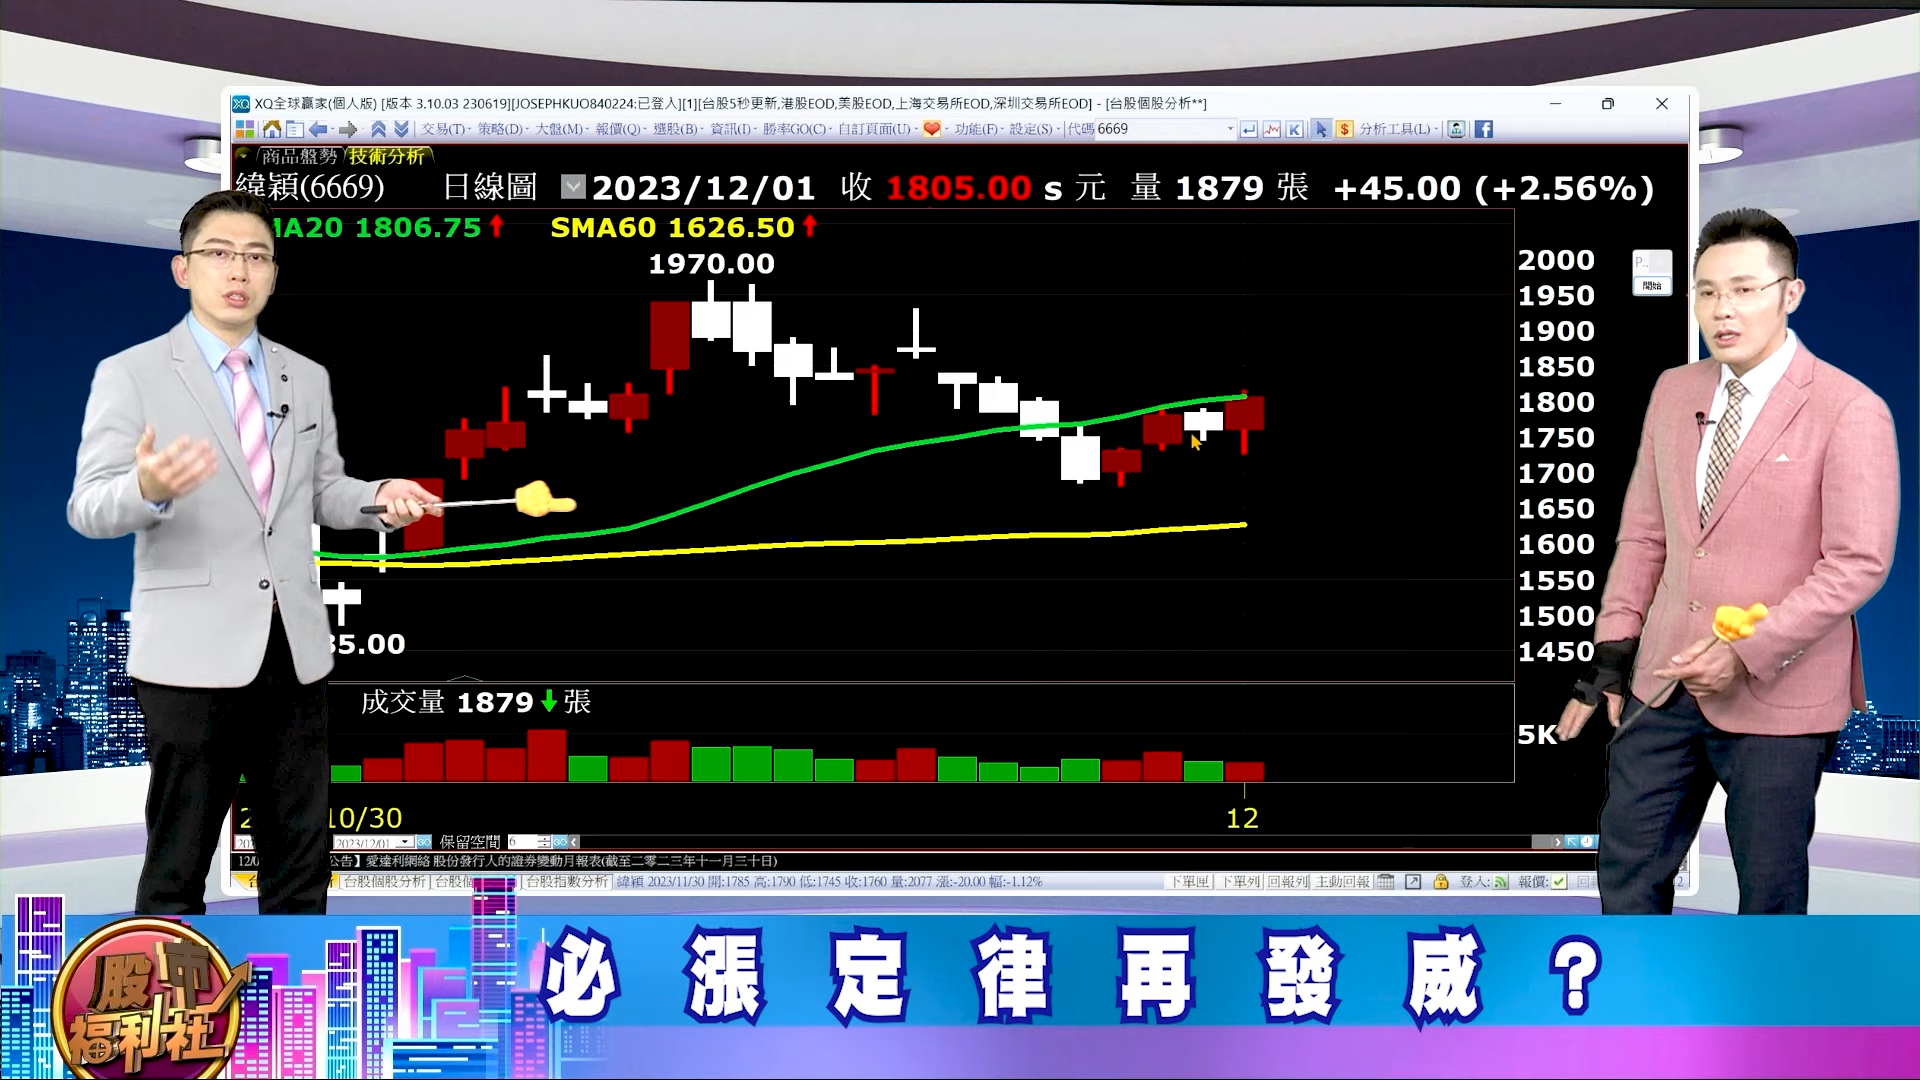 XQ全球贏家(個人版) [版本 3.10.03 230619][JOSEPHKUO840224:已登入][1][台股5秒更新,港股EOD,美股EOD,上海交易所EOD,深圳交易所EOD] - [台股個股分析**]
交易(T)· 策略(D)· 大盤(M)· 報價(Q)· 選股(B)· 資訊(I)· 勝率GO(C)· 自訂頁面(U)· 功能(F)· 設定(S)· 代碼 6669 分析工具(L)·
商品盤勢 技術分析
緯穎(6669) 日線圖 2023/12/01 收 1805.00 s 元 量 1879 張 +45.00 (+2.56%)
MA20 1806.75 SMA60 1626.50
1970.00
2000
1950
1900
1850
1800
1750
1700
1650
1600
1550
1500
1450
P..
開始
35.00
成交量 1879 張
5K
10/30
12
2023/12/01 保留空間 6
公告】愛達利網絡 股份發行人的證券變動月報表(截至二零二三年十一月三十日)
台股個股分析 台股指數分析 緯穎 2023/11/30 開:1785 高:1790 低:1745 收:1760 量:2077 漲:-20.00 幅:-1.12% 下單匣 下單列 回報列 主動回報 登入: 報價:
必漲定律再發威?
股市
福利社